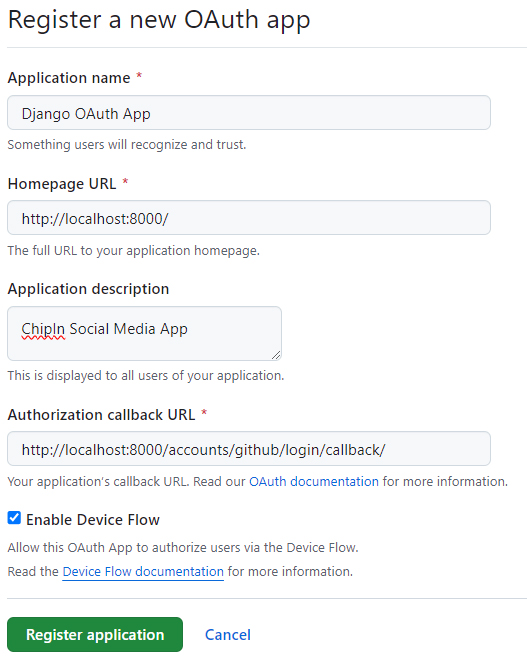 Register a new OAuth app
Application name *
Django OAuth App
Something users will recognize and trust.
Homepage URL *
http://localhost:8000/
The full URL to your application homepage.
Application description
ChipIn Social Media App
This is displayed to all users of your application.
Authorization callback URL *
http://localhost:8000/accounts/github/login/callback/
Your application's callback URL. Read our OAuth documentation for more information.
Enable Device Flow
Allow this OAuth App to authorize users via the Device Flow.
Read the Device Flow documentation for more information.
Register application Cancel